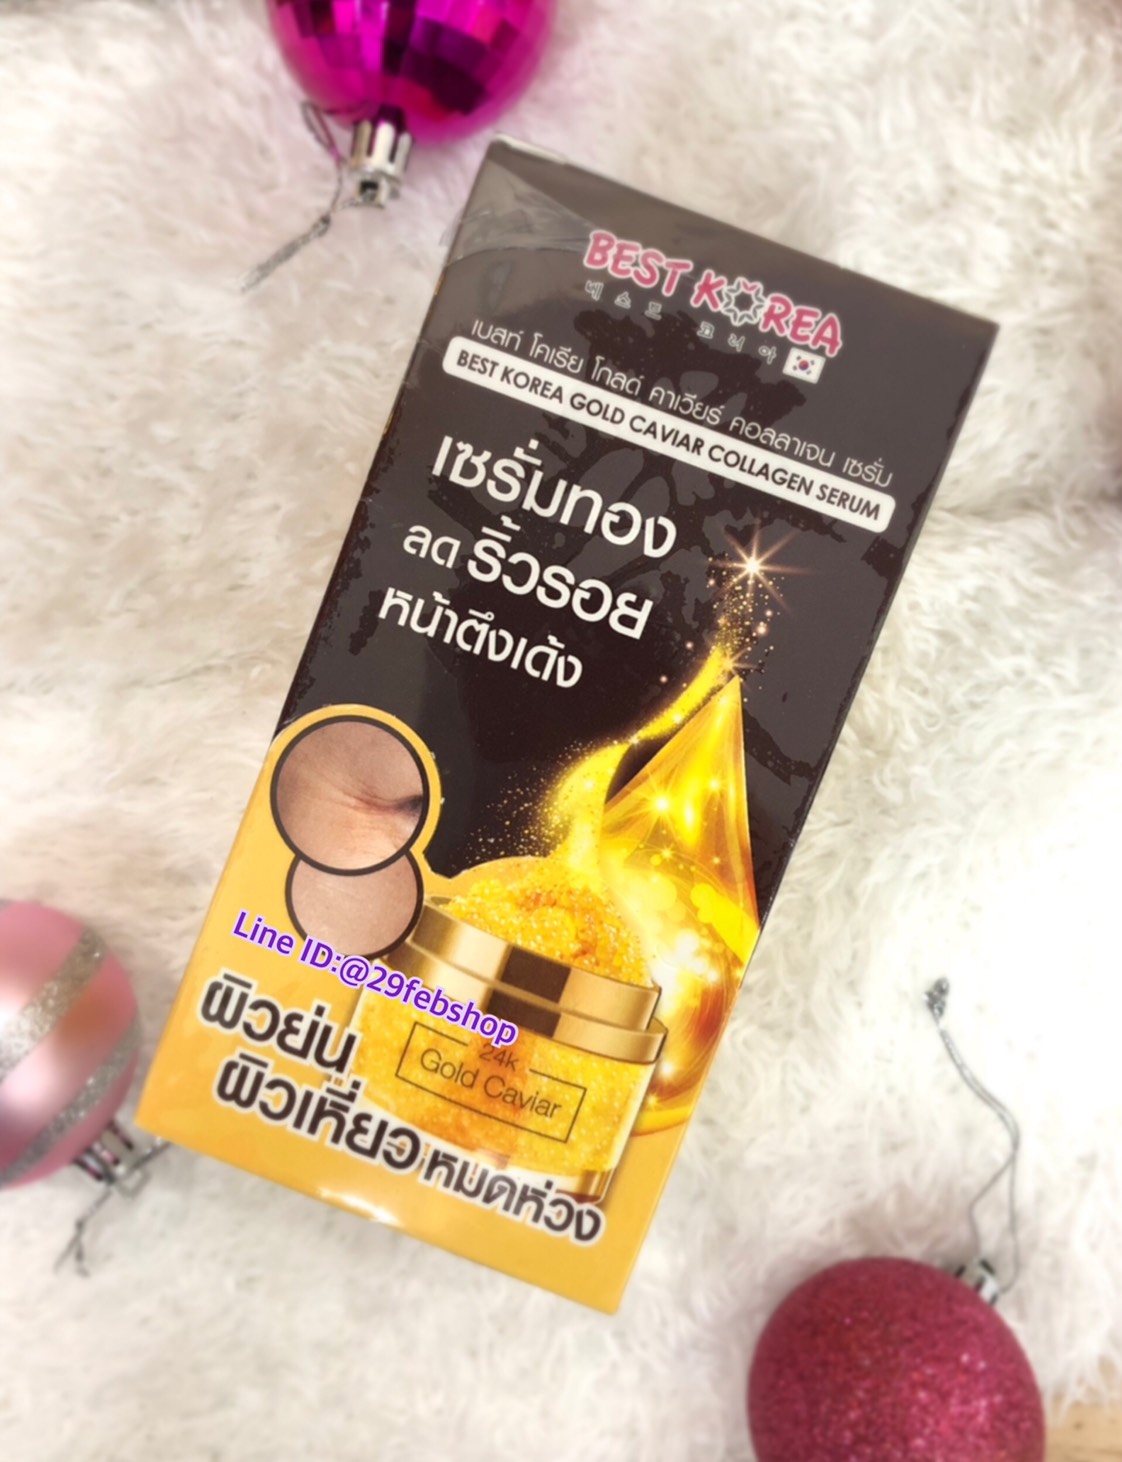 BEST KOREA
베스트 코리아
เบสท์ โคเรีย โกลด์ คาเวียร์ คอลลาเจน เซรั่ม
BEST KOREA GOLD CAVIAR COLLAGEN SERUM
เซรั่มทอง
ลด ริ้วรอย
หน้าตึงเด้ง
Line ID:@29febshop
24k
Gold Caviar
ผิวย่น
ผิวเหี่ยว หมดห่วง